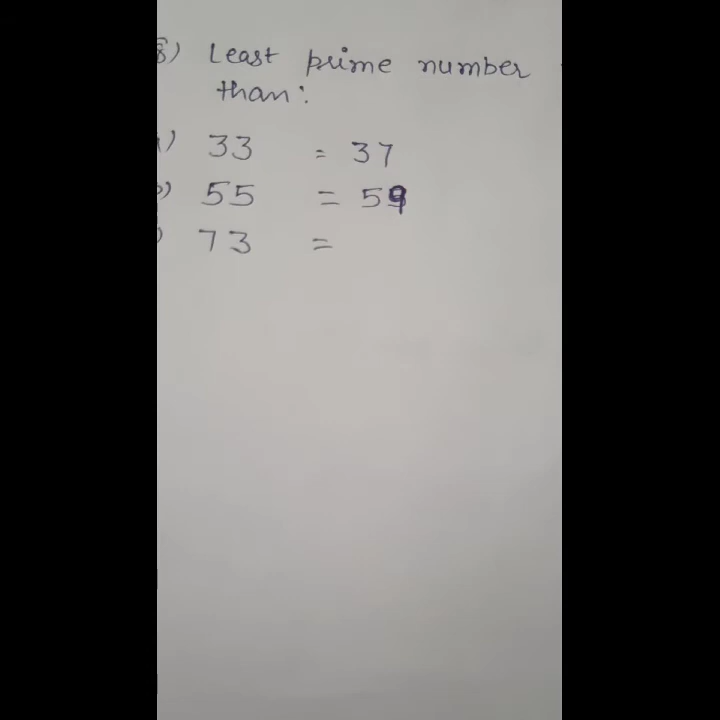 8) Least prime number
than:
) 33 = 37
b) 55 = 59
) 73 =